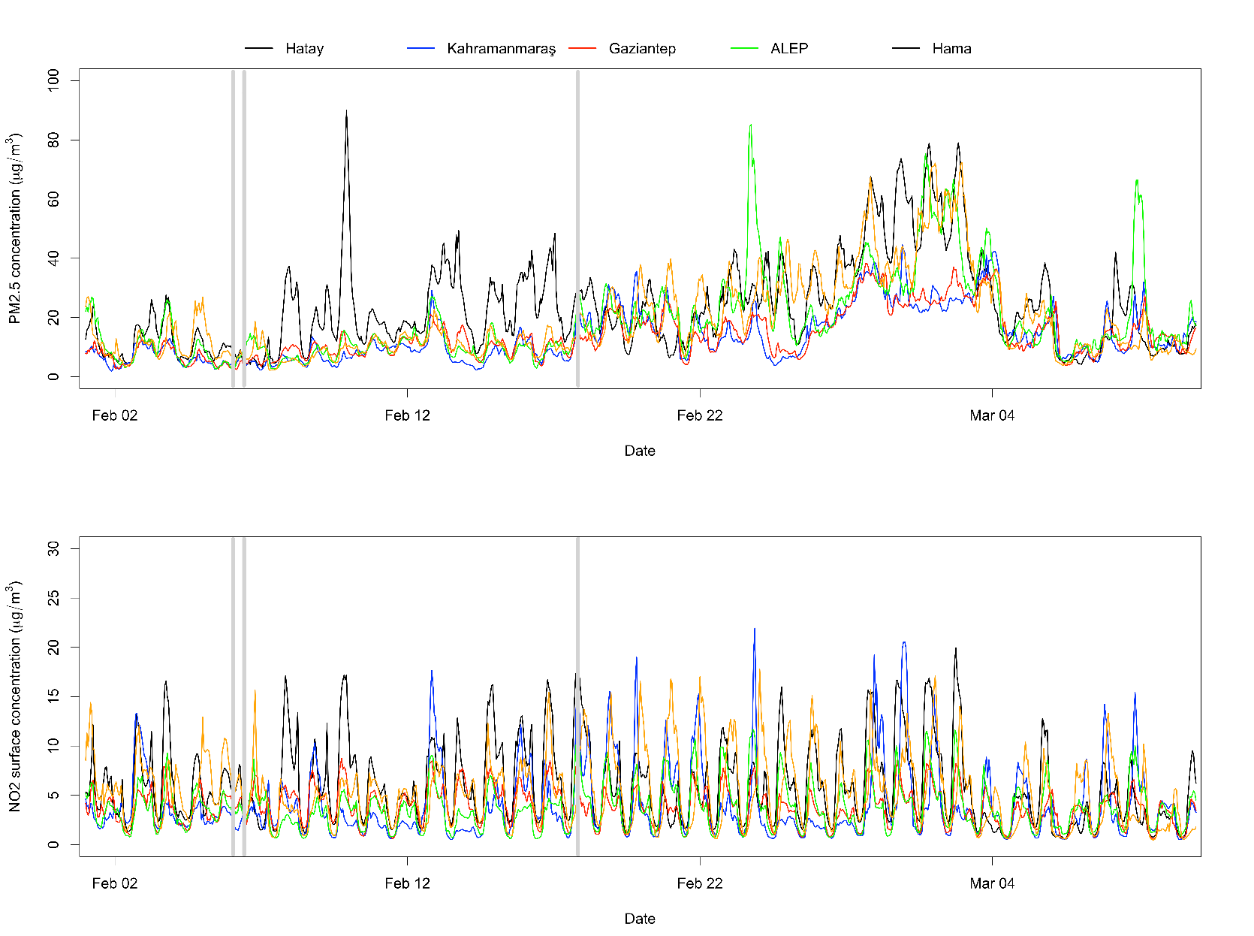 Hatay Kahramanmaraş Gaziantep ALEP Hama
PM2.5 concentration (μg/m³)
100
80
60
40
20
0
Feb 02 Feb 12 Feb 22 Mar 04
Date
NO2 surface concentration (μg/m³)
30
25
20
15
10
5
0
Feb 02 Feb 12 Feb 22 Mar 04
Date